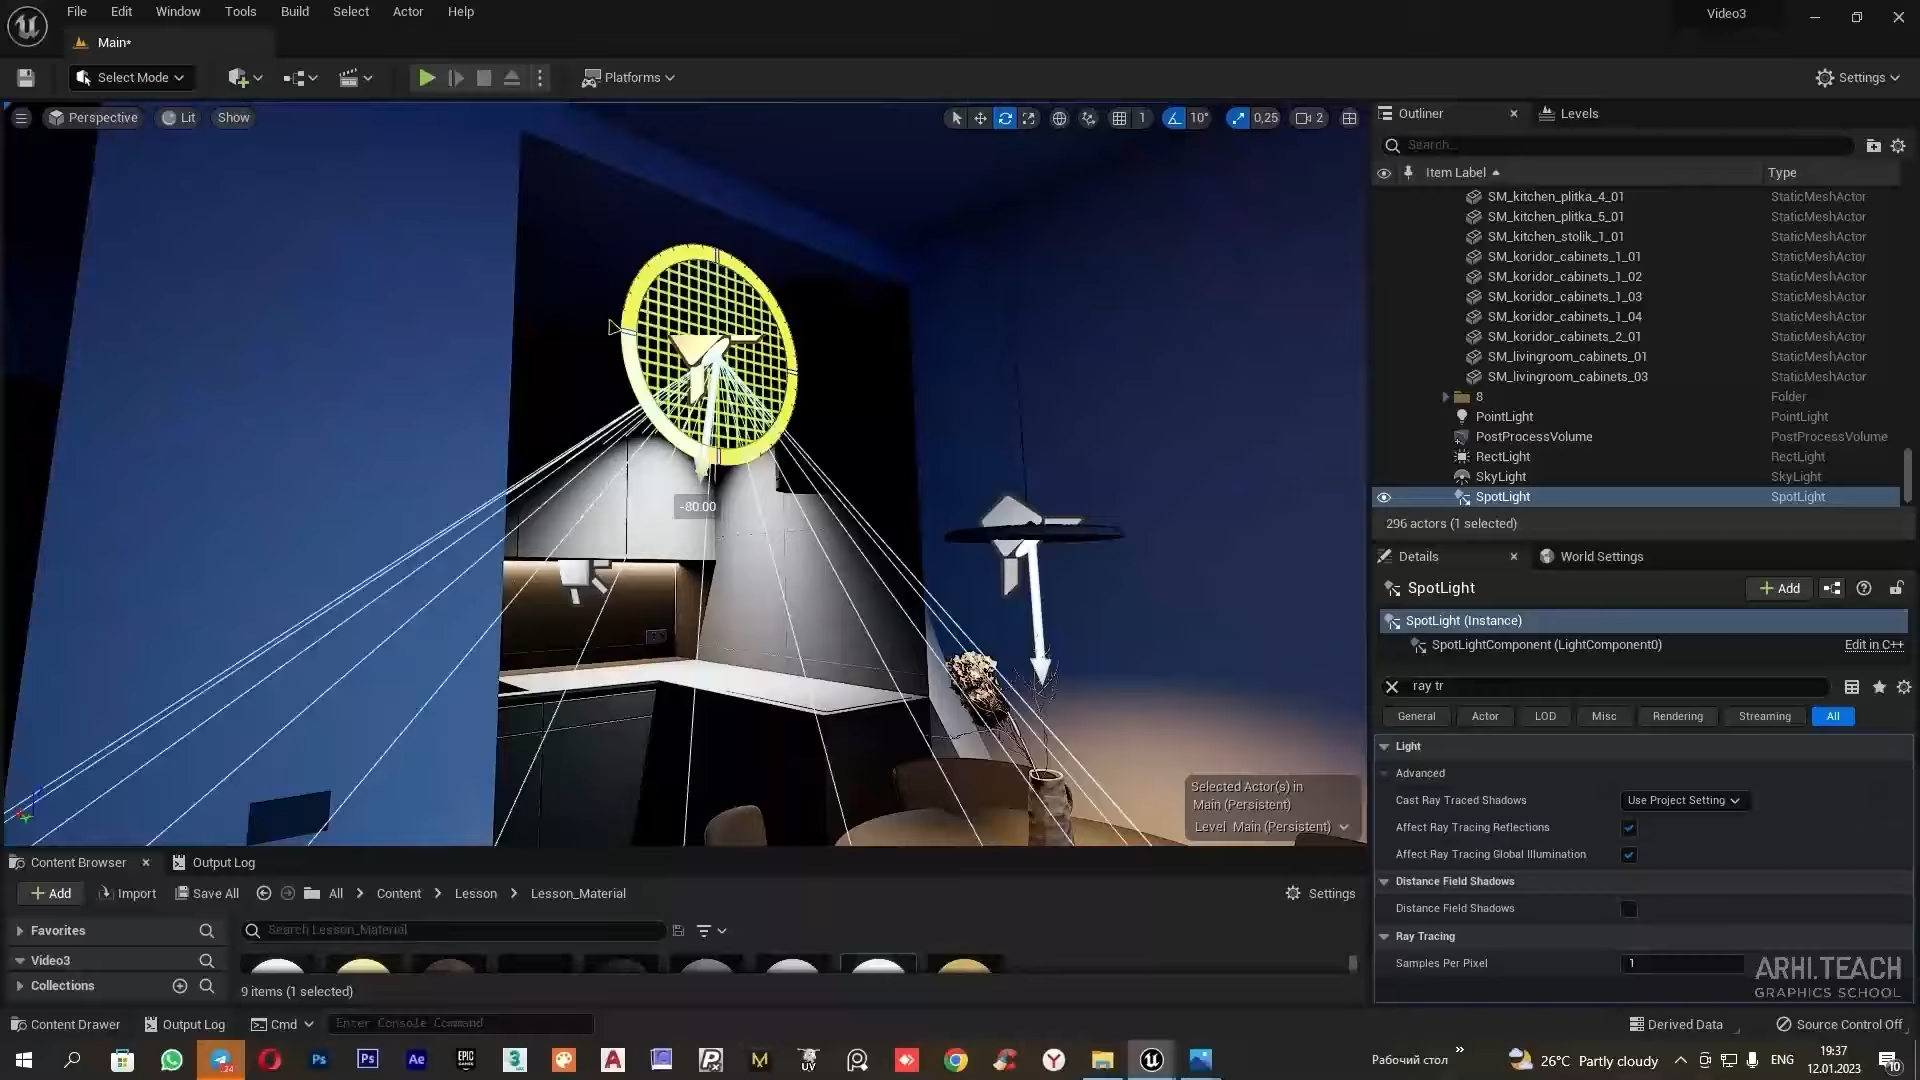 File Edit Window Tools Build Select Actor Help
Video3
Main*
Select Mode
Platforms
Settings
Perspective Lit Show
1 10° 0,25 2
-80.00
Selected Actor(s) in
Main (Persistent)
Level Main (Persistent)
Outliner Levels
Search...
Item Label Type
SM_kitchen_plitka_4_01 StaticMeshActor
SM_kitchen_plitka_5_01 StaticMeshActor
SM_kitchen_stolik_1_01 StaticMeshActor
SM_koridor_cabinets_1_01 StaticMeshActor
SM_koridor_cabinets_1_02 StaticMeshActor
SM_koridor_cabinets_1_03 StaticMeshActor
SM_koridor_cabinets_1_04 StaticMeshActor
SM_koridor_cabinets_2_01 StaticMeshActor
SM_livingroom_cabinets_01 StaticMeshActor
SM_livingroom_cabinets_03 StaticMeshActor
8 Folder
PointLight PointLight
PostProcessVolume PostProcessVolume
RectLight RectLight
SkyLight SkyLight
SpotLight SpotLight
296 actors (1 selected)
Details World Settings
SpotLight
Add
SpotLight (Instance)
SpotLightComponent (LightComponent0) Edit in C++
ray tr
General Actor LOD Misc Rendering Streaming All
Light
Advanced
Cast Ray Traced Shadows Use Project Setting
Affect Ray Tracing Reflections
Affect Ray Tracing Global Illumination
Distance Field Shadows
Distance Field Shadows
Ray Tracing
Samples Per Pixel 1
ARHI.TEACH
GRAPHICS SCHOOL
Content Browser Output Log
Add Import Save All All Content Lesson Lesson_Material Settings
Favorites
Search Lesson_Material
Video3
Collections
9 items (1 selected)
Content Drawer Output Log Cmd Enter Console Command Derived Data Source Control Off
Рабочий стол
26°C Partly cloudy
ENG
19:37
12.01.2023
10